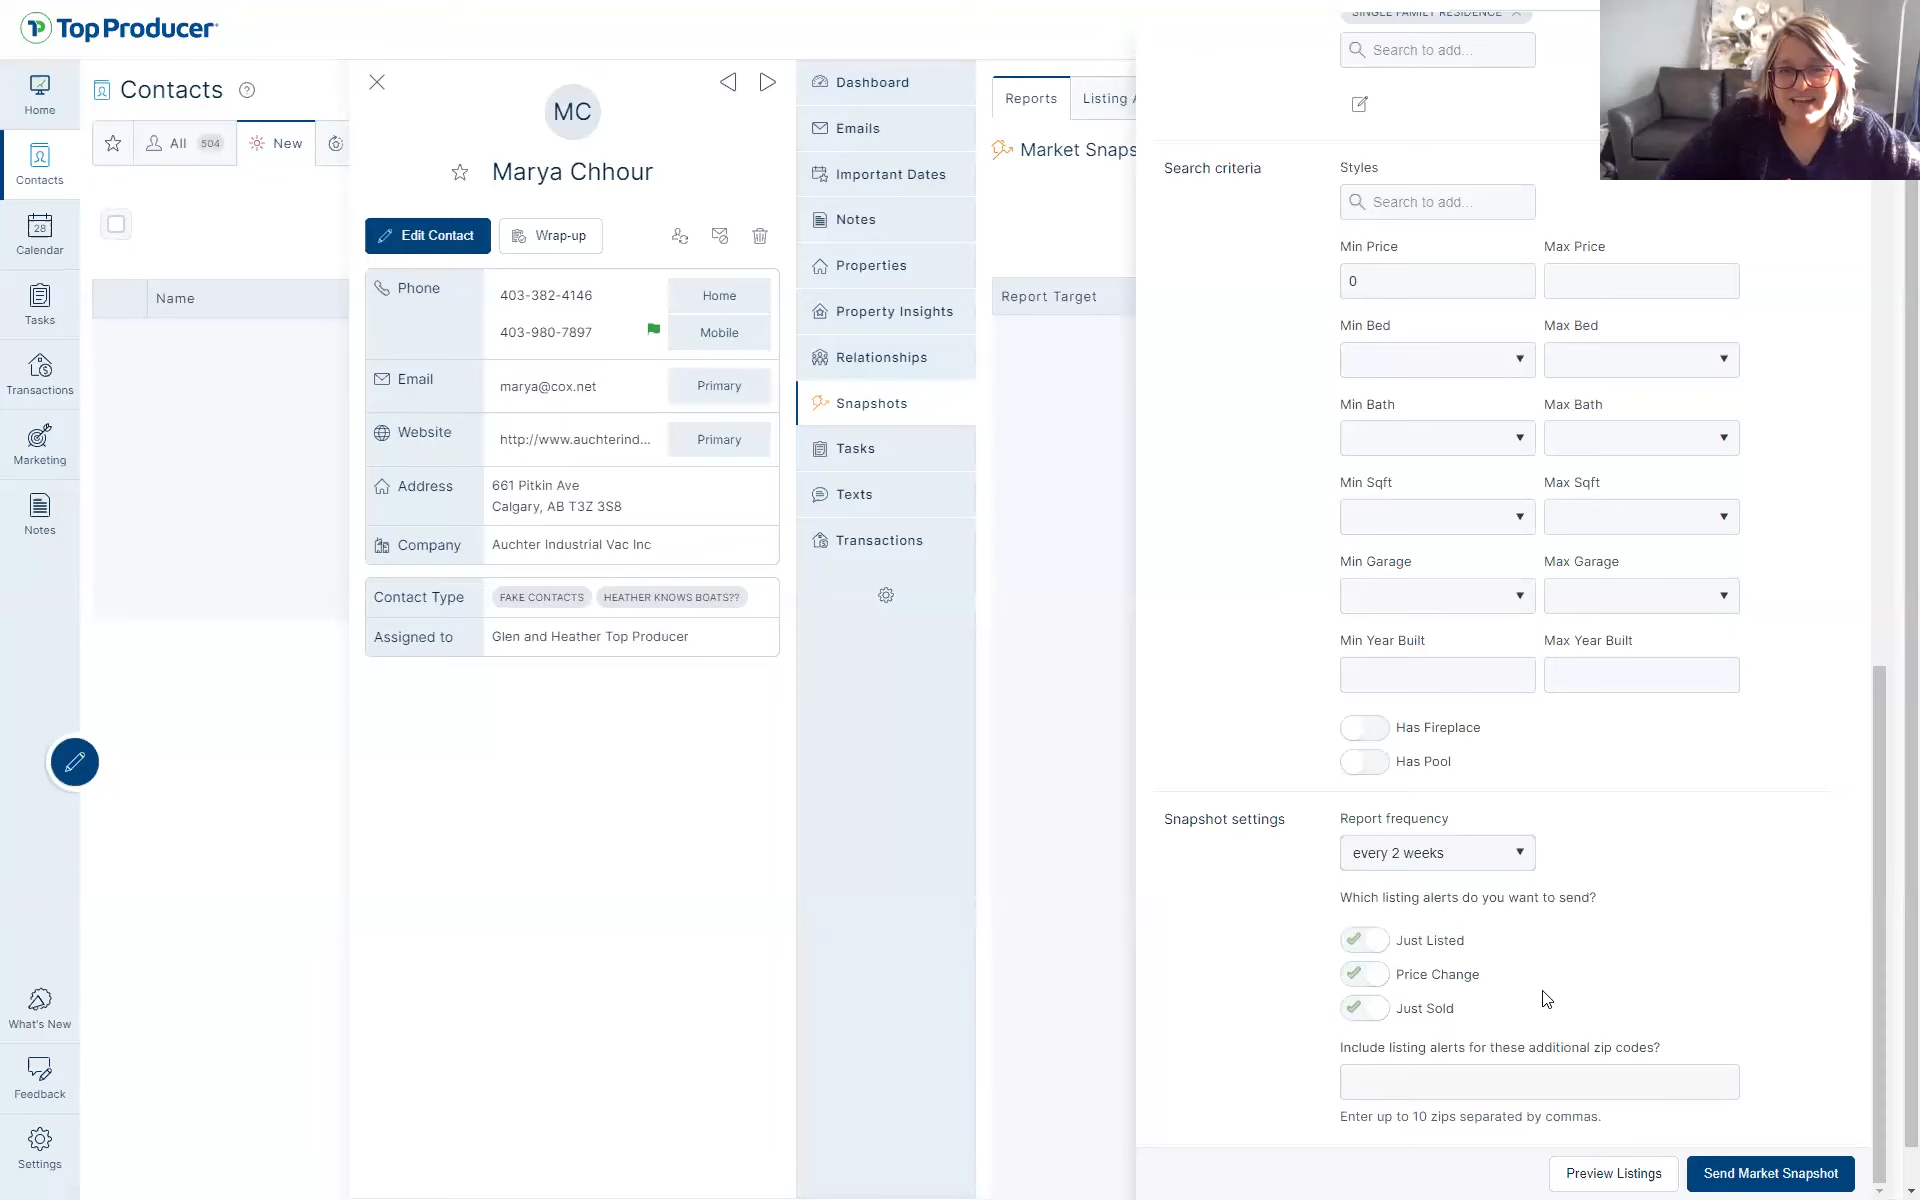 Top Producer
Home
Contacts
Calendar
28
Tasks
Transactions
Marketing
Notes
What's New
Feedback
Settings
Contacts
All 504
New
Name
MC
Marya Chhour
Edit Contact
Wrap-up
Phone
403-382-4146
Home
403-980-7897
Mobile
Email
marya@cox.net
Primary
Website
http://www.auchterind...
Primary
Address
661 Pitkin Ave
Calgary, AB T3Z 3S8
Company
Auchter Industrial Vac Inc
Contact Type
FAKE CONTACTS
HEATHER KNOWS BOATS??
Assigned to
Glen and Heather Top Producer
Dashboard
Emails
Important Dates
Notes
Properties
Property Insights
Relationships
Snapshots
Tasks
Texts
Transactions
Reports
Listing A
Market Snaps
Report Target
SINGLE FAMILY RESIDENCE
Search to add...
Search criteria
Styles
Search to add...
Min Price
Max Price
0
Min Bed
Max Bed
Min Bath
Max Bath
Min Sqft
Max Sqft
Min Garage
Max Garage
Min Year Built
Max Year Built
Has Fireplace
Has Pool
Snapshot settings
Report frequency
every 2 weeks
Which listing alerts do you want to send?
Just Listed
Price Change
Just Sold
Include listing alerts for these additional zip codes?
Enter up to 10 zips separated by commas.
Preview Listings
Send Market Snapshot